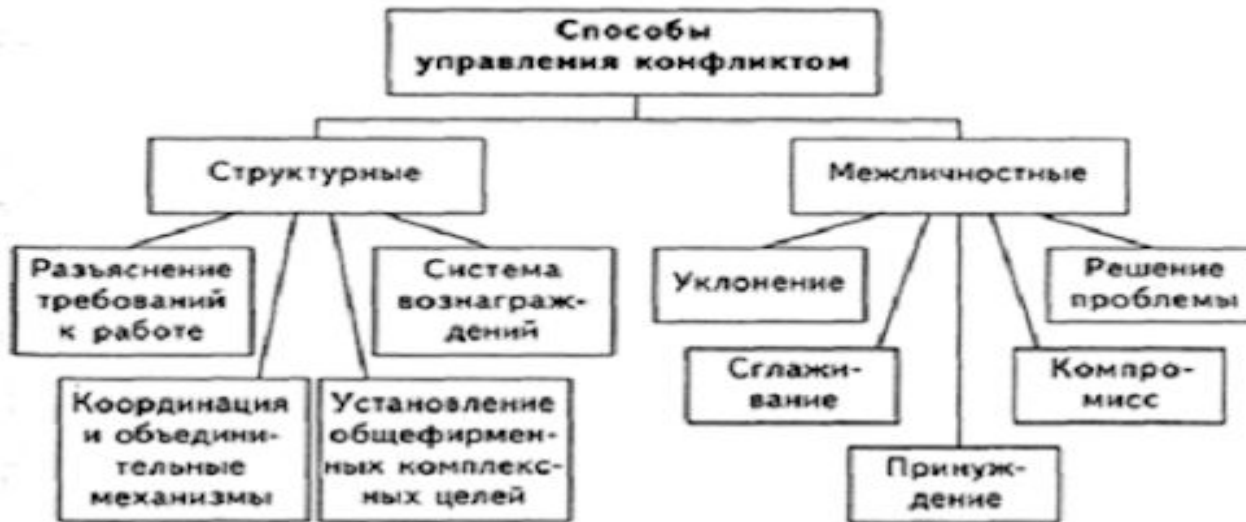 Способы
управления конфликтом
Структурные
Межличностные
Разъяснение
требований
к работе
Система
вознаграж-
дений
Координация
и объедини-
тельные
механизмы
Установление
общефирмен-
ных комплекс-
ных целей
Уклонение
Решение
проблемы
Сглажи-
вание
Компро-
мисс
Принуж-
дение